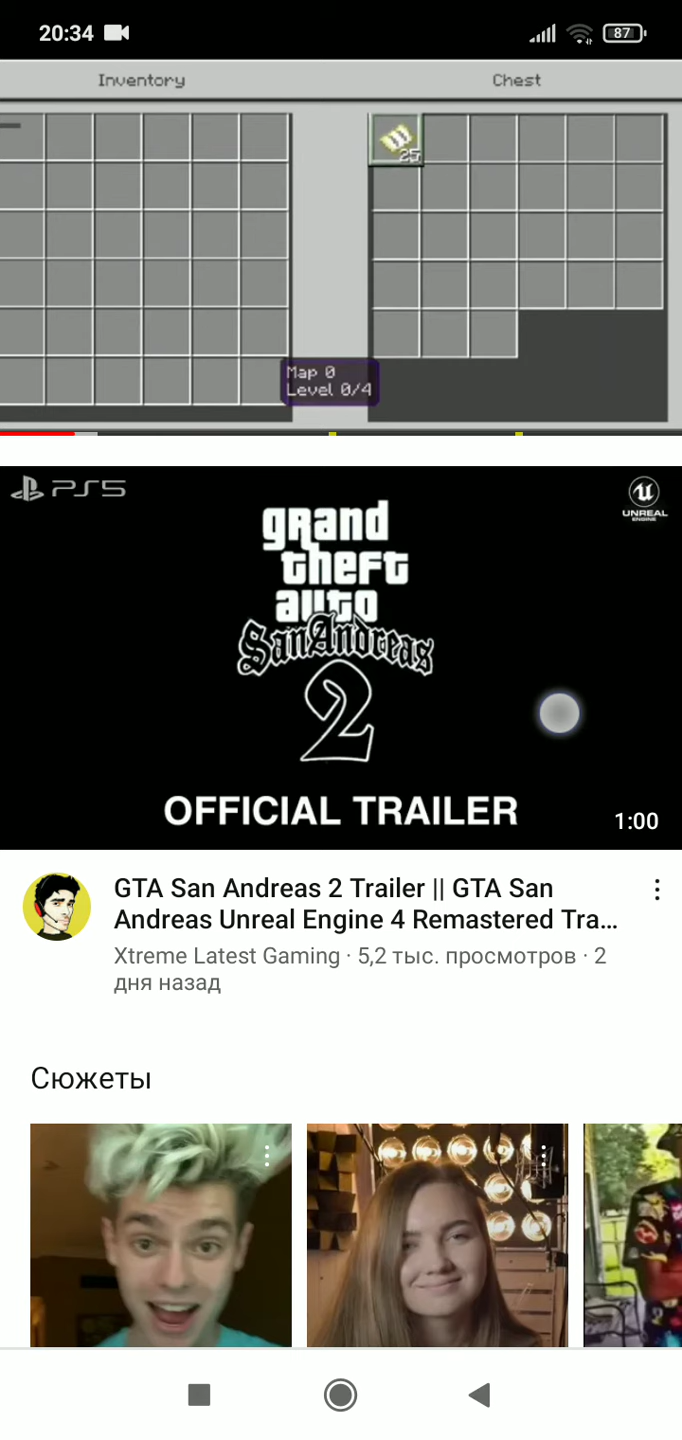 20:34
87
Inventory
Chest
25
Map 0
Level 0/4
PS5
UNREAL
ENGINE
grand
theft
auto
San Andreas
2
OFFICIAL TRAILER
1:00
GTA San Andreas 2 Trailer || GTA San
Andreas Unreal Engine 4 Remastered Tra...
Xtreme Latest Gaming · 5,2 тыс. просмотров · 2
дня назад
Сюжеты